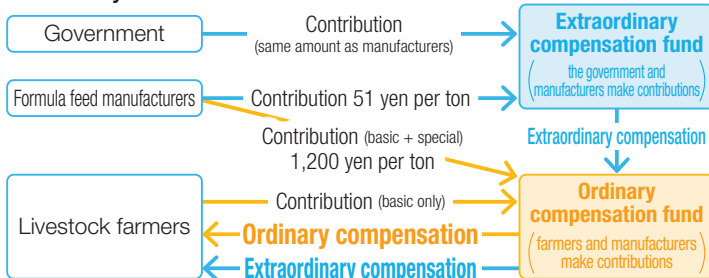 Government
Contribution
(same amount as manufacturers)
Extraordinary
compensation fund
(the government and
manufacturers make contributions)
Formula feed manufacturers
Contribution 51 yen per ton
Contribution (basic + special)
1,200 yen per ton
Extraordinary compensation
Livestock farmers
Contribution (basic only)
Ordinary compensation
Extraordinary compensation
Ordinary
compensation fund
(farmers and manufacturers
make contributions)